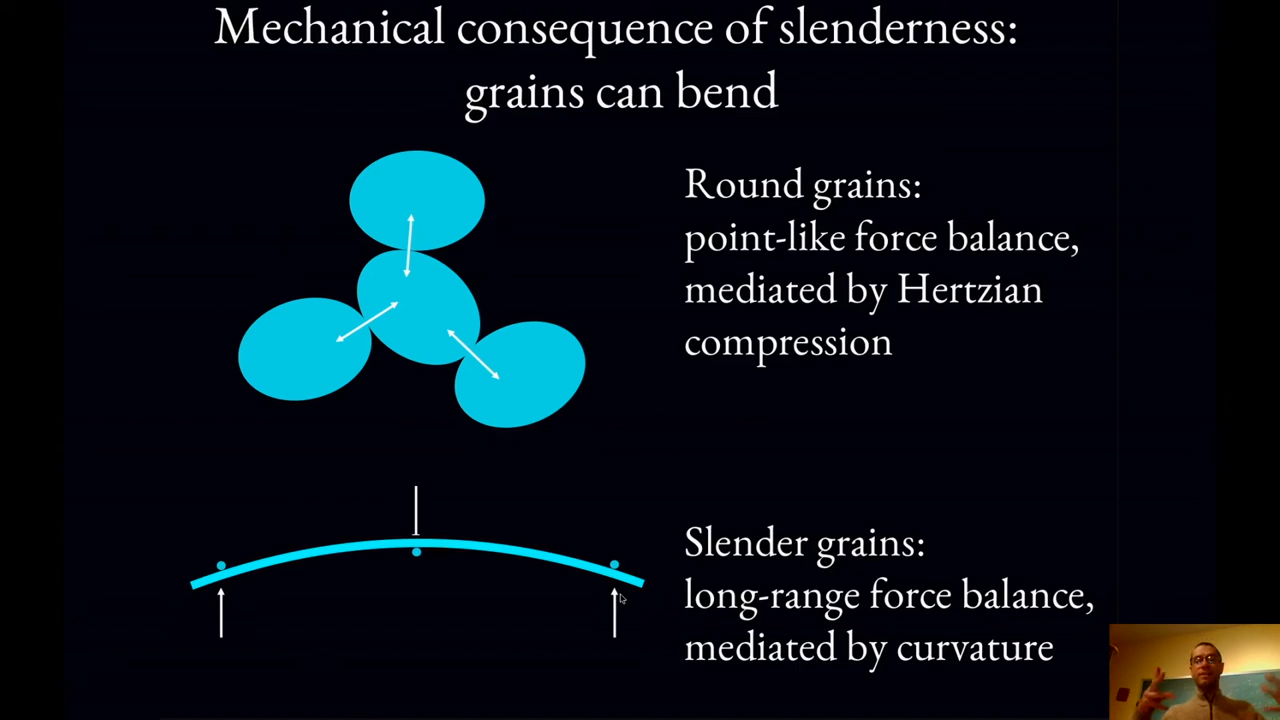 Mechanical consequence of slenderness:
grains can bend
Round grains:
point-like force balance,
mediated by Hertzian
compression
Slender grains:
long-range force balance,
mediated by curvature